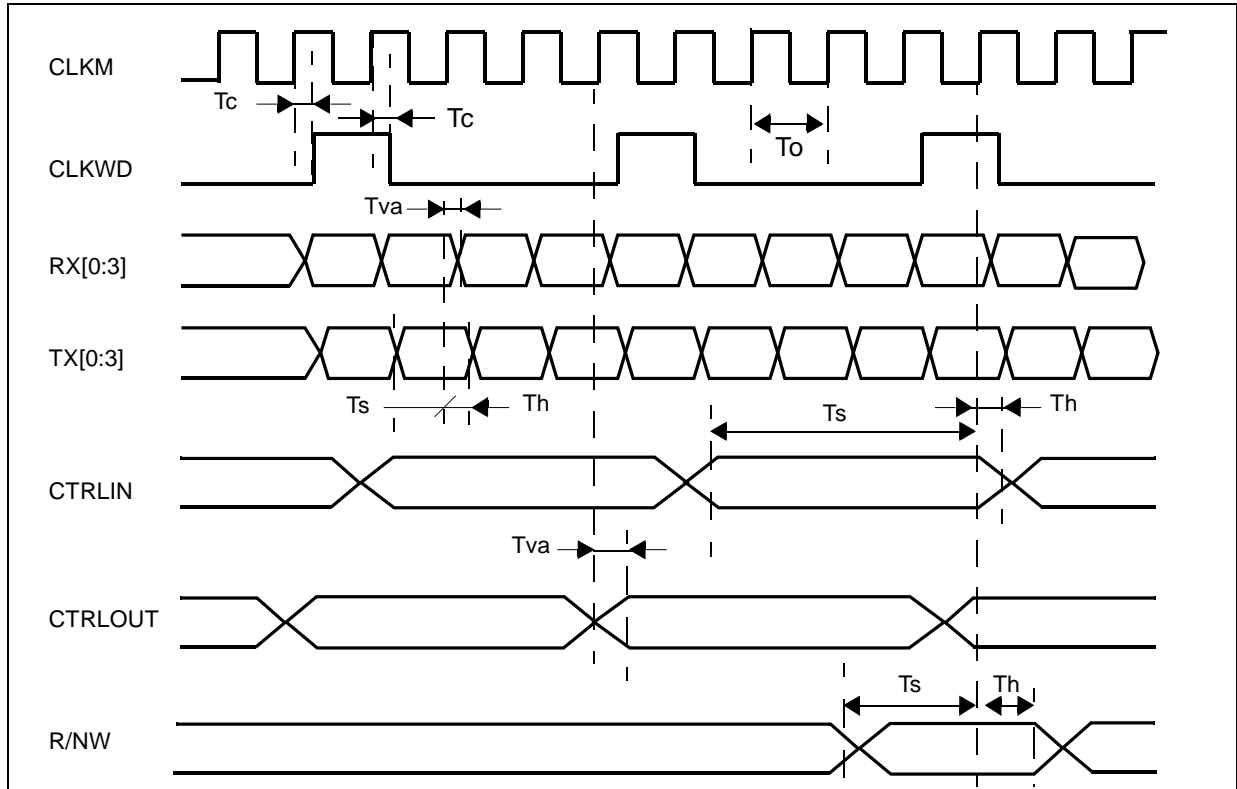 CLKM
Tc
Tc
To
CLKWD
Tva
RX[0:3]
TX[0:3]
Ts
Th
Ts
Th
CTRLIN
Tva
CTRLOUT
Ts
Th
R/NW